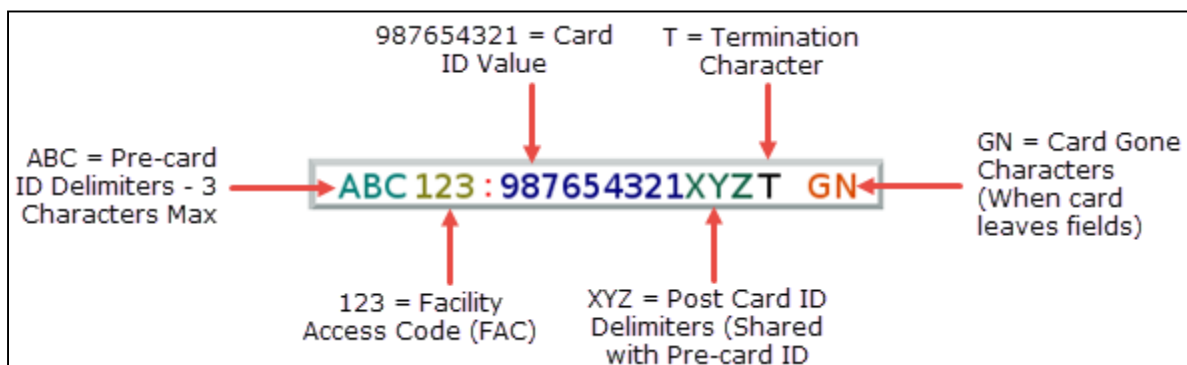 987654321 = Card
ID Value
T = Termination
Character
ABC = Pre-card
ID Delimiters - 3
Characters Max
ABC 123 : 987654321XYZT GN
GN = Card Gone
Characters
(When card
leaves fields)
123 = Facility
Access Code (FAC)
XYZ = Post Card ID
Delimiters (Shared
with Pre-card ID